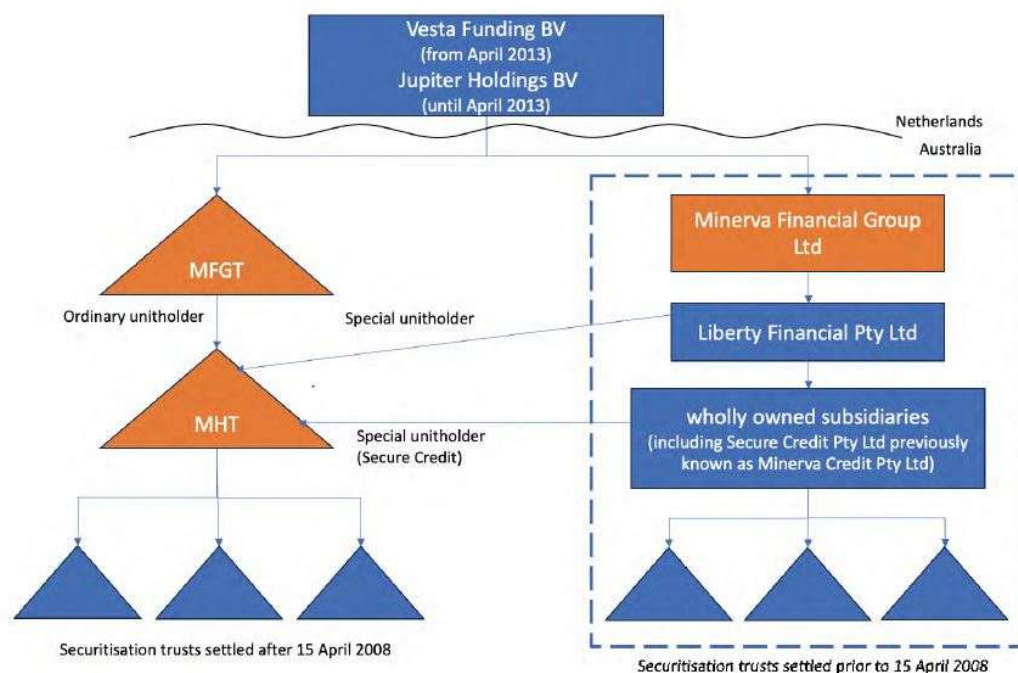 Vesta Funding BV
(from April 2013)
Jupiter Holdings BV
(until April 2013)
Netherlands
Australia
MFGT
Minerva Financial Group
Ltd
Ordinary unitholder
Special unitholder
Liberty Financial Pty Ltd
MHT
Special unitholder
(Secure Credit)
wholly owned subsidiaries
(including Secure Credit Pty Ltd previously
known as Minerva Credit Pty Ltd)
Securitisation trusts settled after 15 April 2008
Securitisation trusts settled prior to 15 April 2008